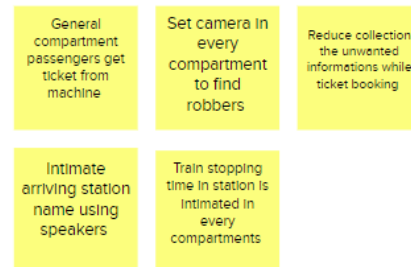 General
compartment
passengers get
ticket from
machine
Set camera in
every
compartment
to find
robbers
Reduce collection
the unwanted
informations while
ticket booking
Intimate
arriving station
name using
speakers
Train stopping
time in station is
intimated in
every
compartments